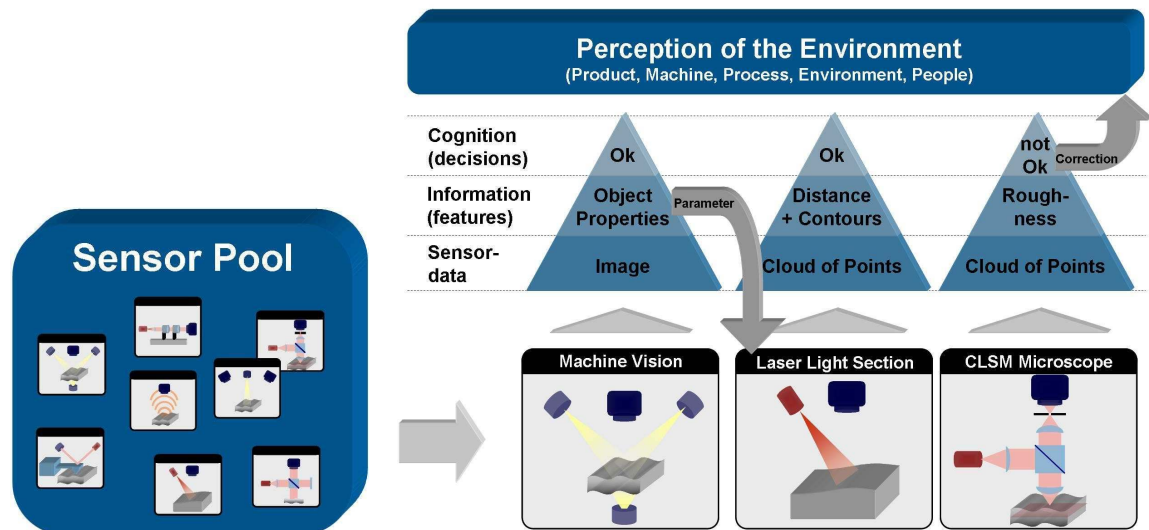 Perception of the Environment
(Product, Machine, Process, Environment, People)
Cognition
(decisions)
Ok
Ok
not
Ok
Correction
Information
(features)
Object
Properties
Parameter
Distance
+ Contours
Rough-
ness
Sensor-
data
Image
Cloud of Points
Cloud of Points
Sensor Pool
Machine Vision
Laser Light Section
CLSM Microscope